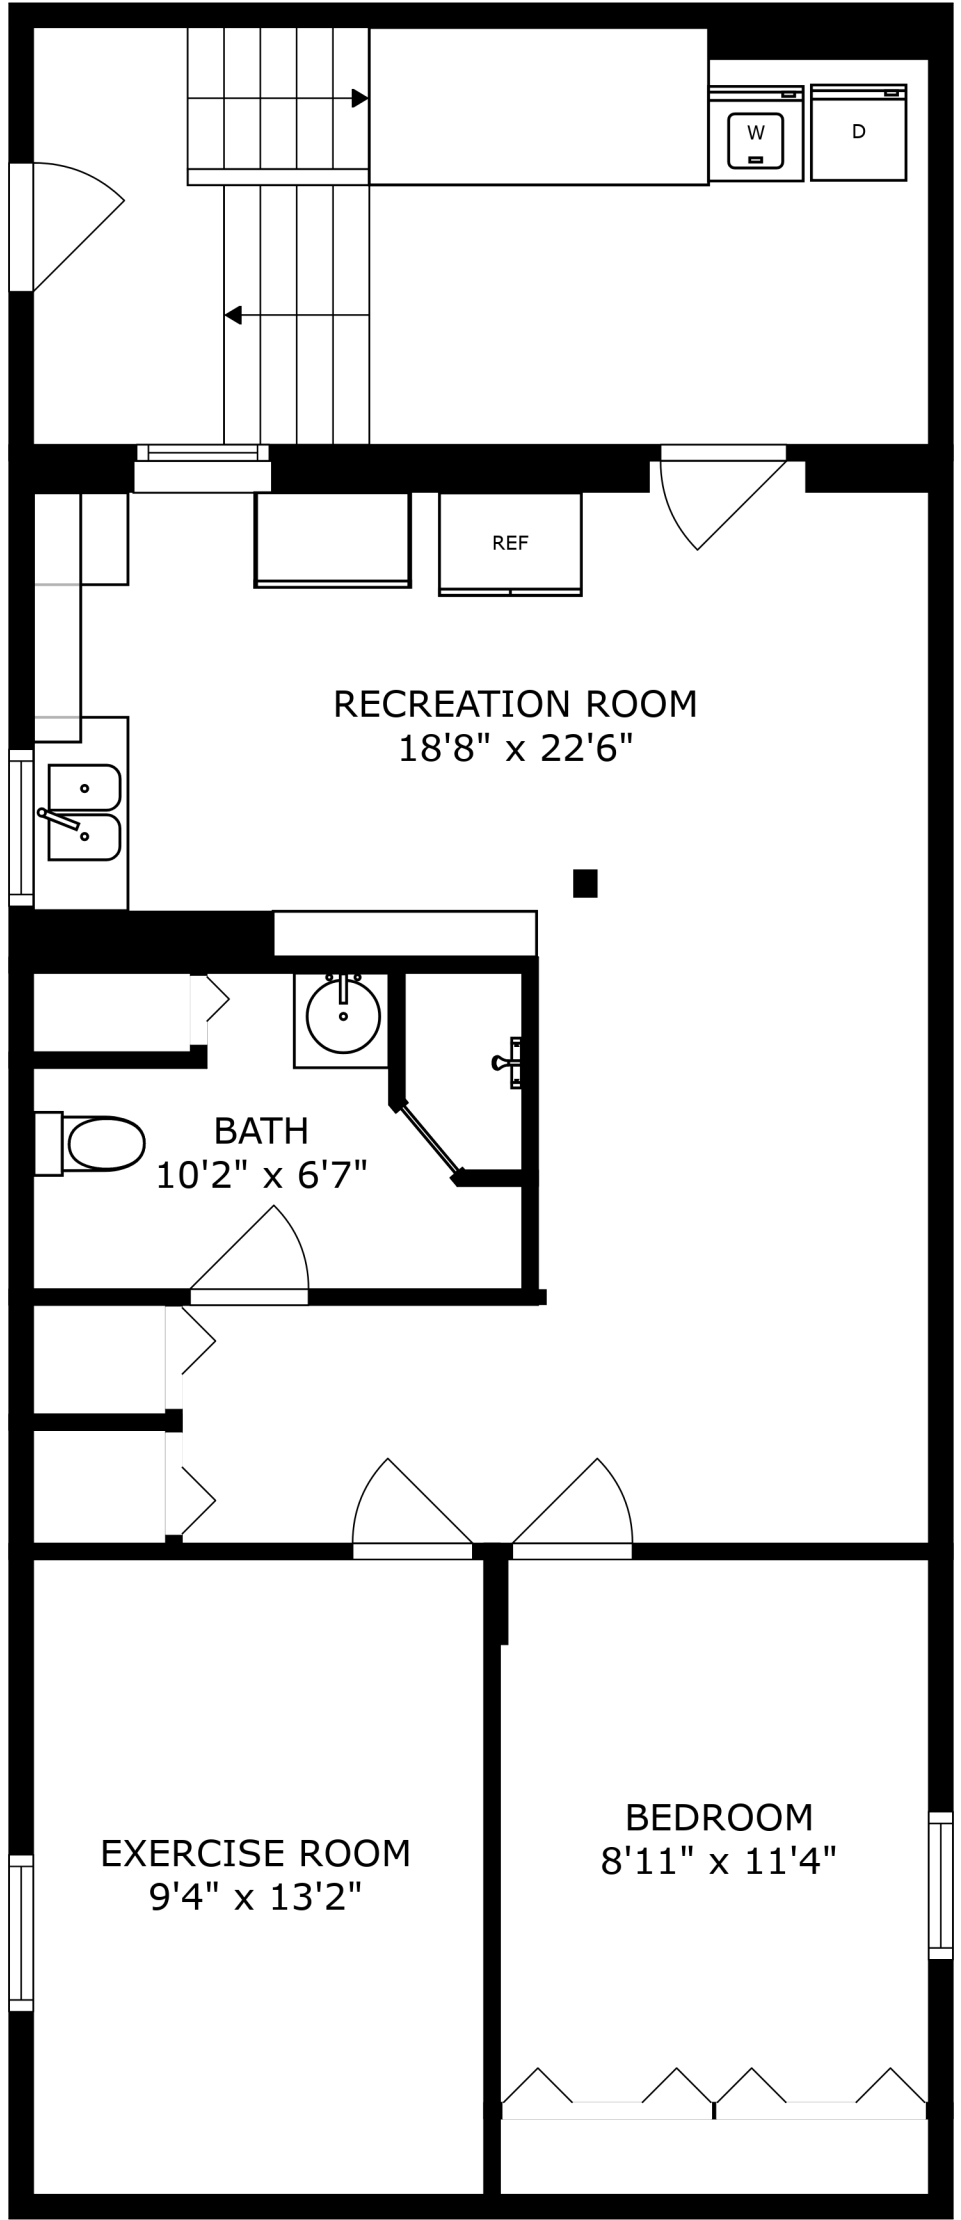 W
D
REF
RECREATION ROOM
18'8" x 22'6"
BATH
10'2" x 6'7"
BEDROOM
8'11" x 11'4"
EXERCISE ROOM
9'4" x 13'2"